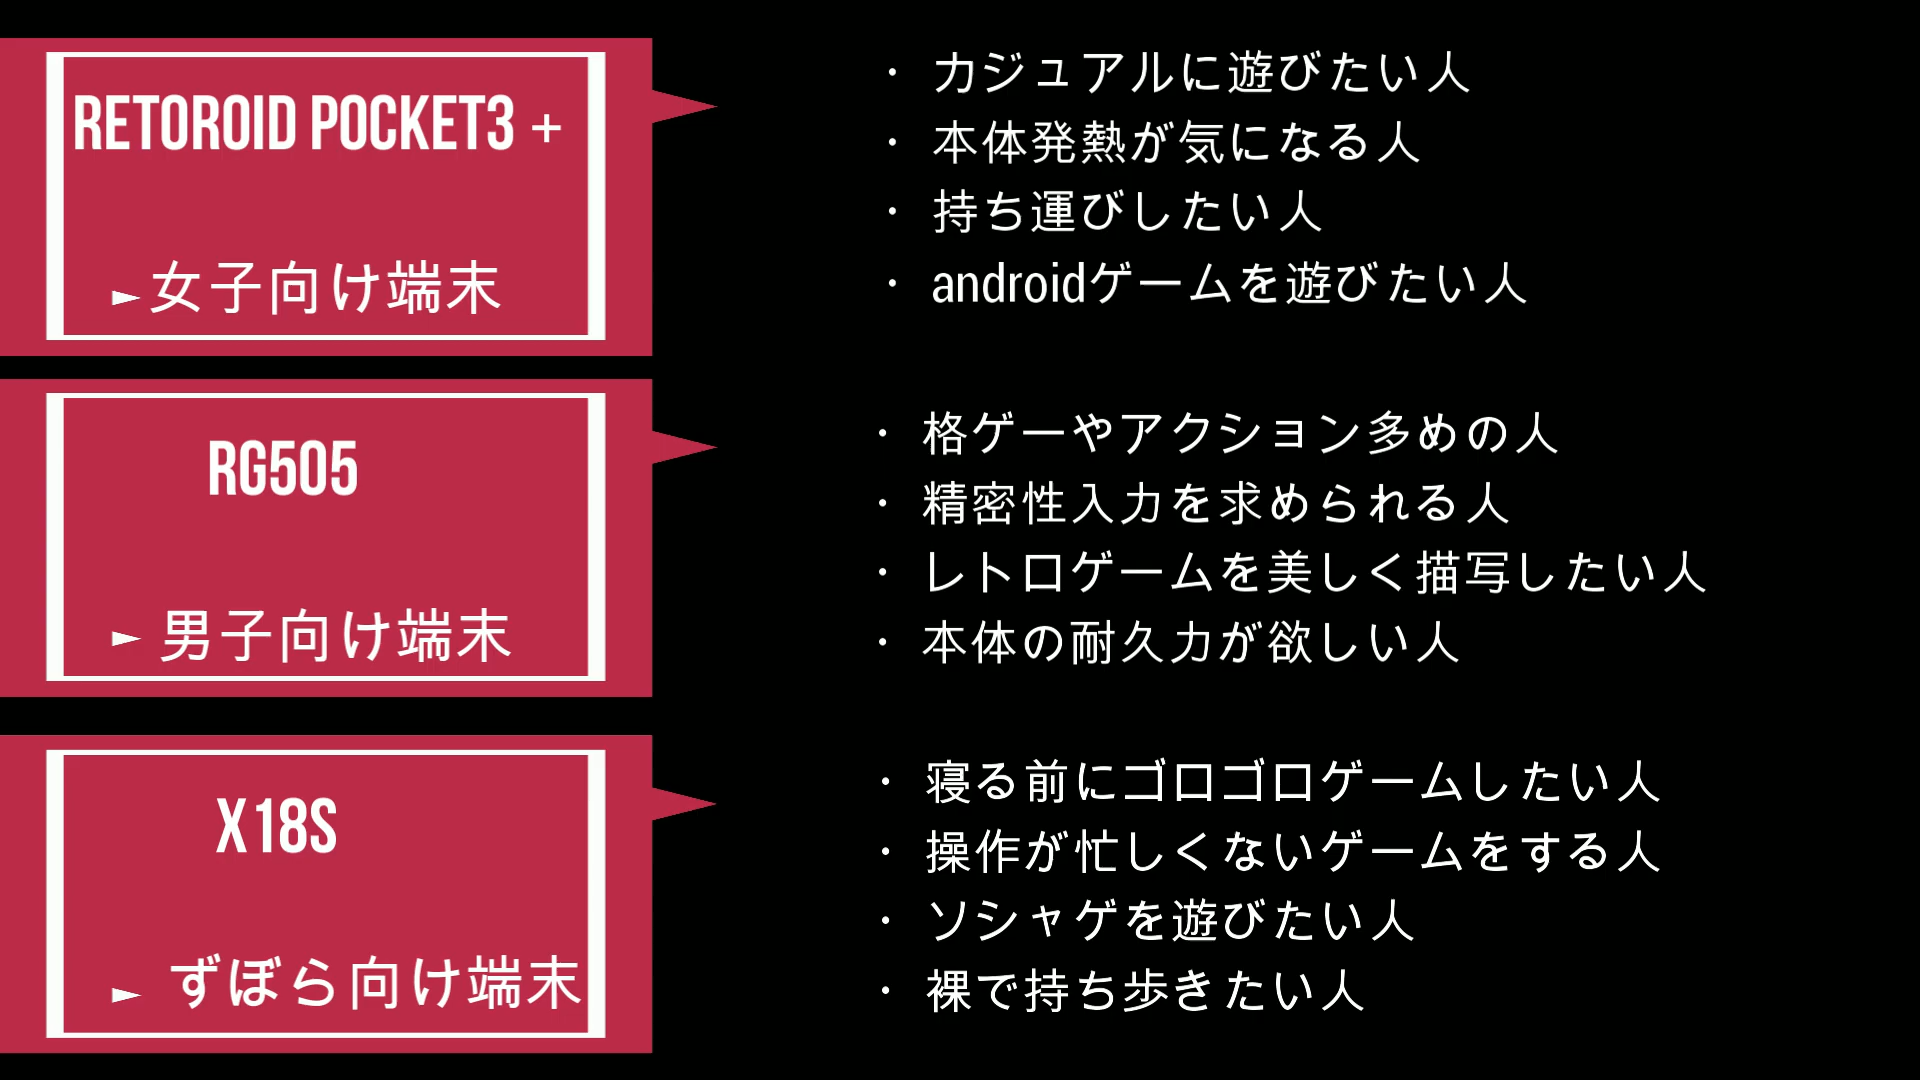 RETOROID POCKET3 +
►女子向け端末
・カジュアルに遊びたい人
・本体発熱が気になる人
・持ち運びしたい人
・androidゲームを遊びたい人
RG505
►男子向け端末
・格ゲーやアクション多めの人
・精密性入力を求められる人
・レトロゲームを美しく描写したい人
・本体の耐久力が欲しい人
X18S
►ずぼら向け端末
・寝る前にゴロゴロゲームしたい人
・操作が忙しくないゲームをする人
・ソシャゲを遊びたい人
・裸で持ち歩きたい人